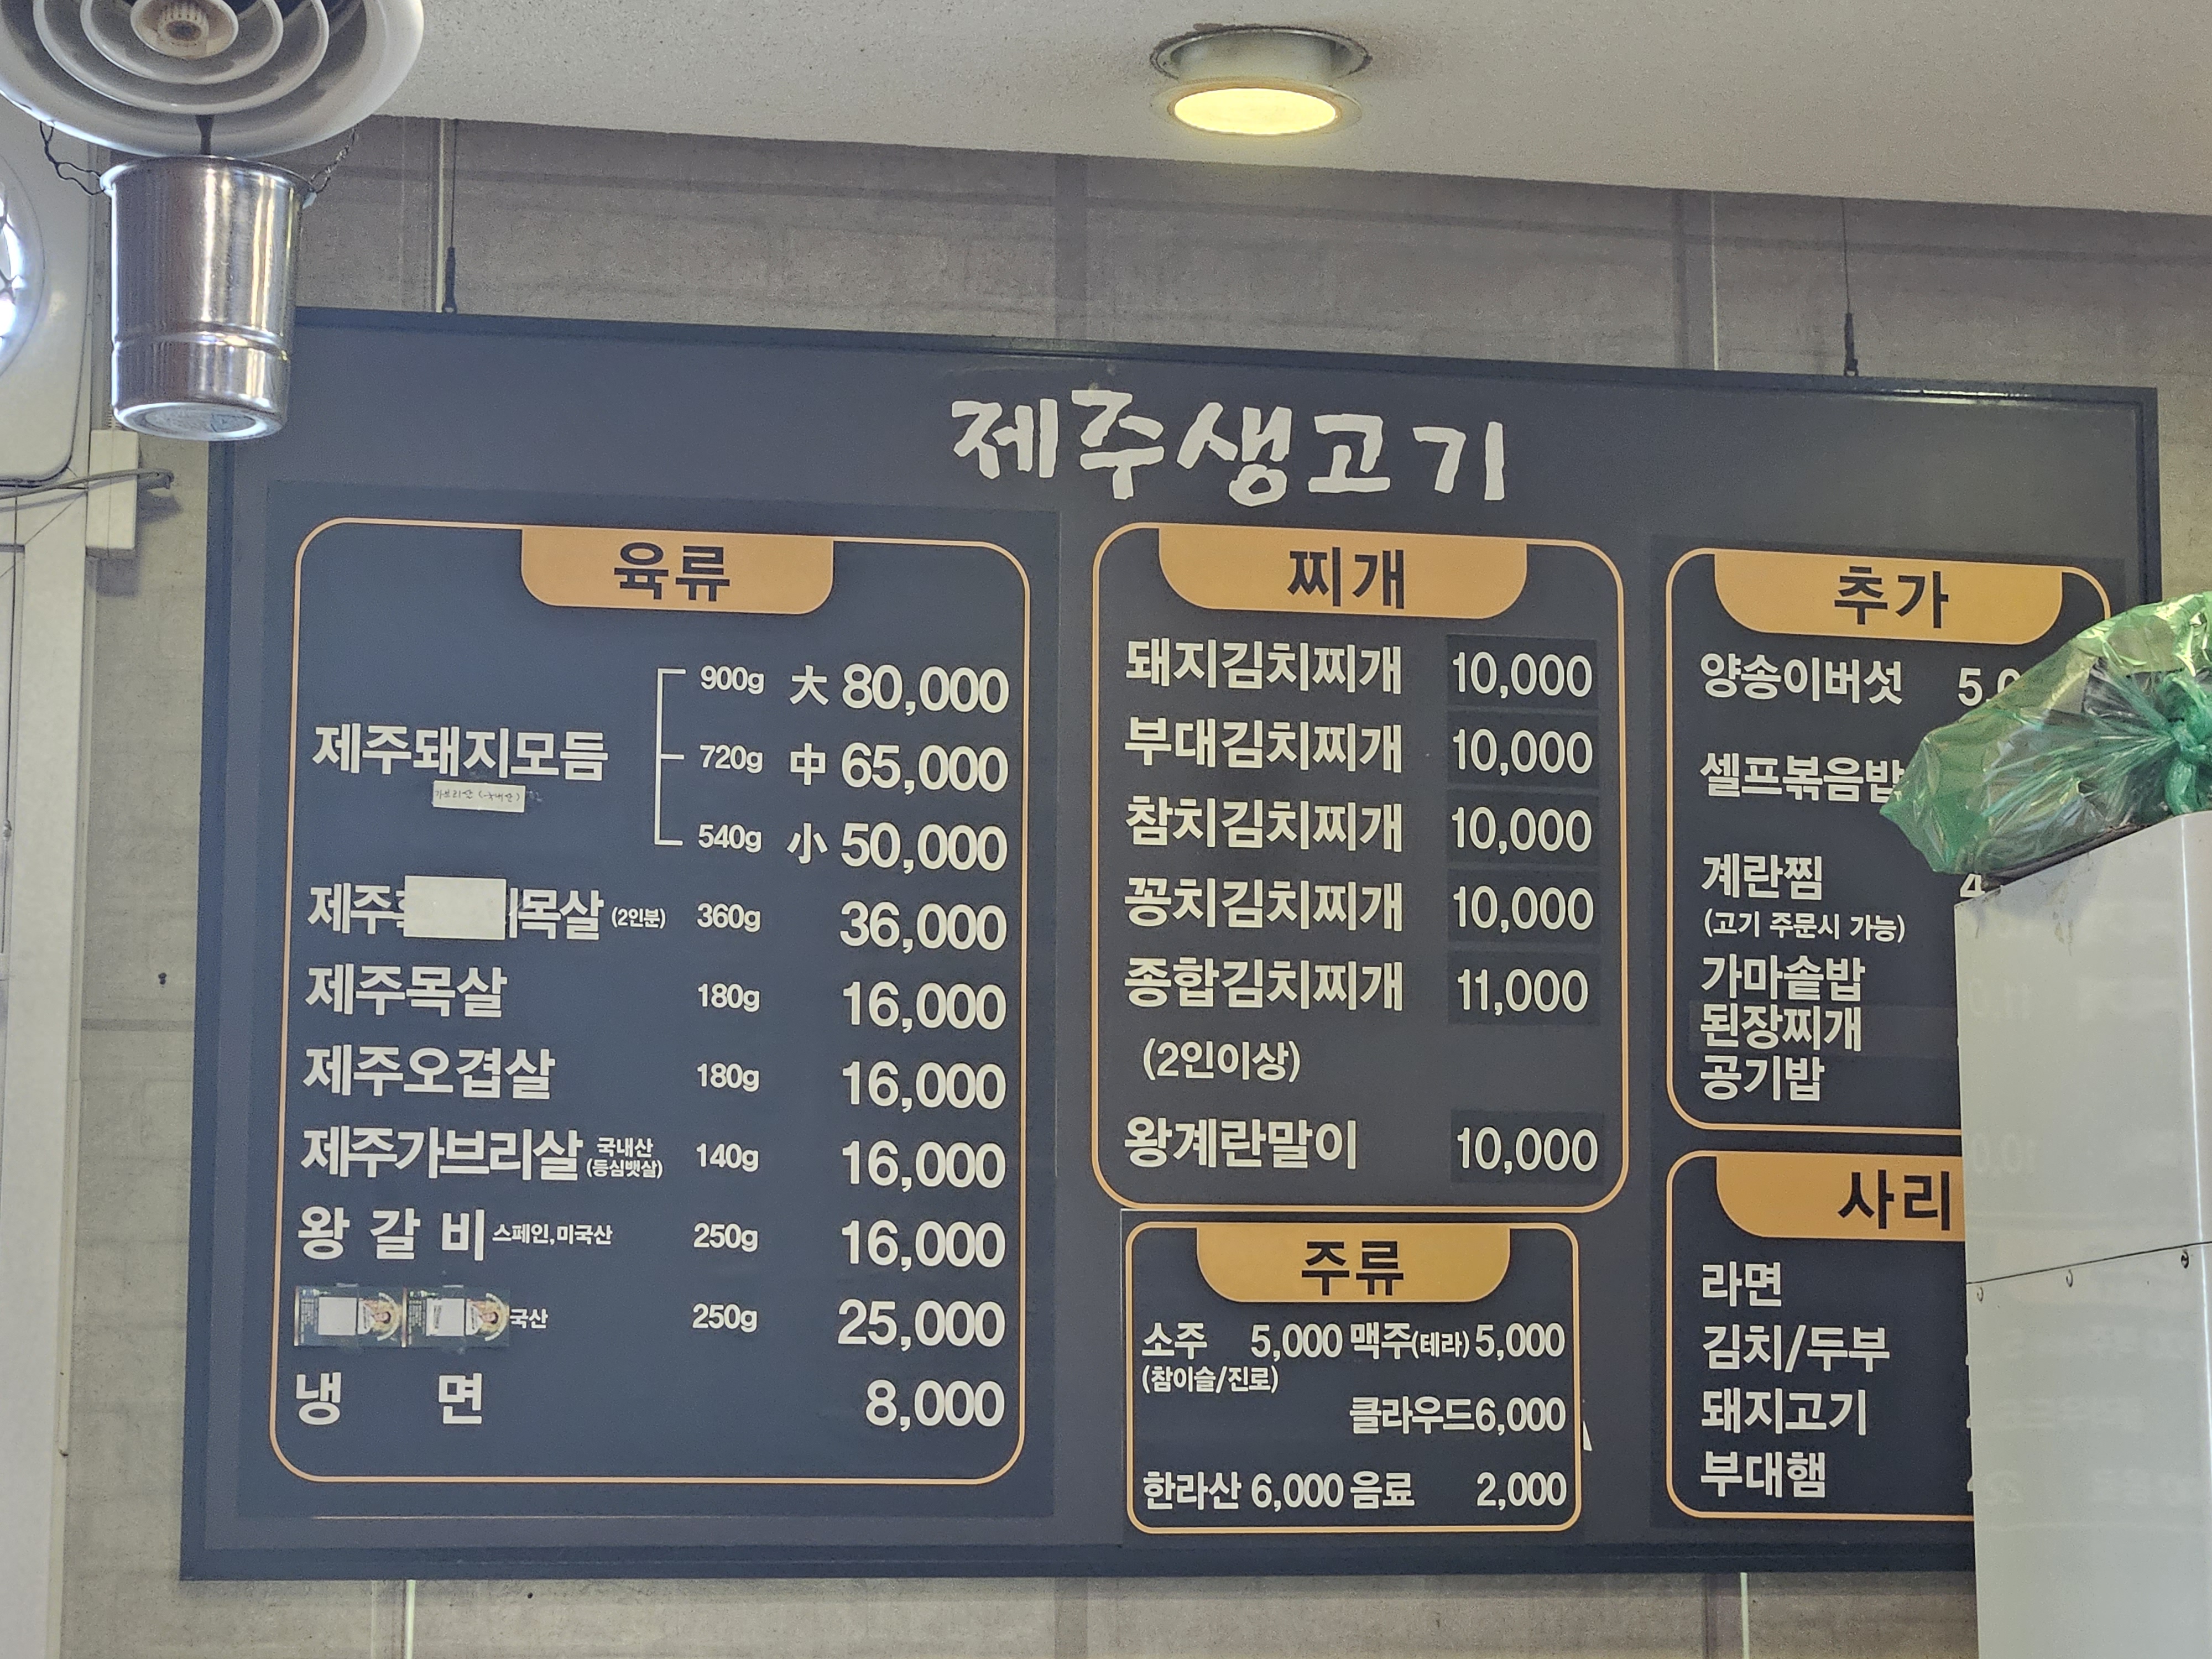 제주생고기
육류
제주돼지모듬
900g 大 80,000
720g 中 65,000
540g 小 50,000
제주 목살 (2인분) 360g 36,000
제주목살 180g 16,000
제주오겹살 180g 16,000
제주가브리살 국내산 (등심뱃살) 140g 16,000
왕갈비 스페인,미국산 250g 16,000
국산 250g 25,000
냉면 8,000
찌개
돼지김치찌개 10,000
부대김치찌개 10,000
참치김치찌개 10,000
꽁치김치찌개 10,000
종합김치찌개 11,000
(2인이상)
왕계란말이 10,000
주류
소주 5,000 맥주(테라) 5,000
(참이슬/진로)
클라우드 6,000
한라산 6,000 음료 2,000
추가
양송이버섯
셀프볶음밥
계란찜
(고기 주문시 가능)
가마솥밥
된장찌개
공기밥
사리
라면
김치/두부
돼지고기
부대햄